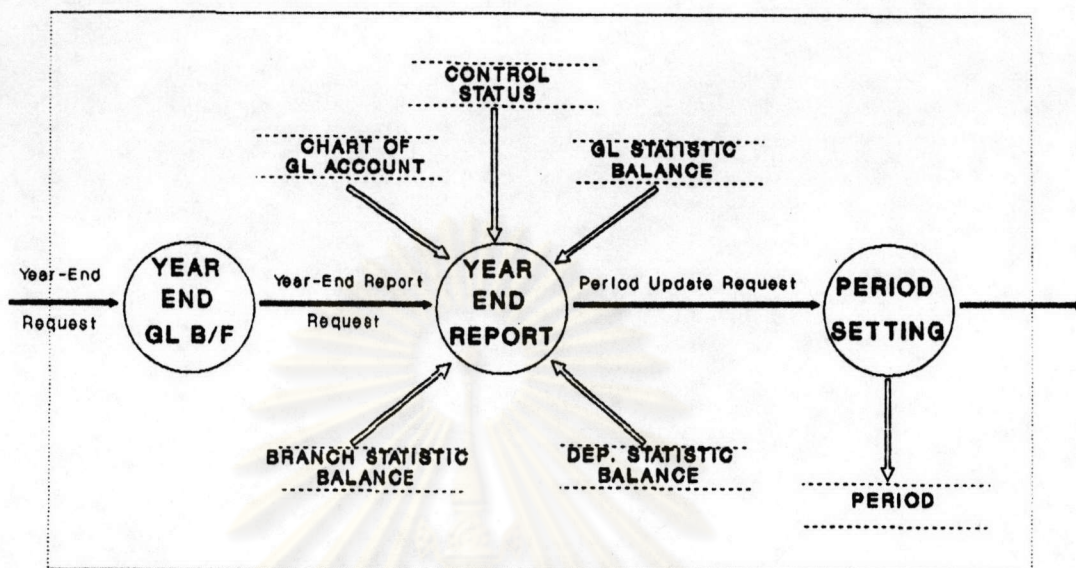 CONTROL
STATUS
CHART OF
GL ACCOUNT
GL STATISTIC
BALANCE
Year-End
Request
YEAR
END
GL B/F
Year-End Report
Request
YEAR
END
REPORT
Period Update Request
PERIOD
SETTING
BRANCH STATISTIC
BALANCE
DEP. STATISTIC
BALANCE
PERIOD